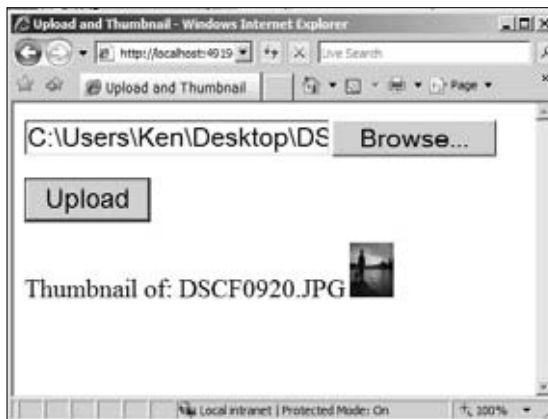 Upload and Thumbnail - Windows Internet Explorer
http://localhost:4919
Live Search
Upload and Thumbnail
Page
C:\Users\Ken\Desktop\DS
Browse...
Upload
Thumbnail of: DSCF0920.JPG
Local intranet | Protected Mode: On
100%